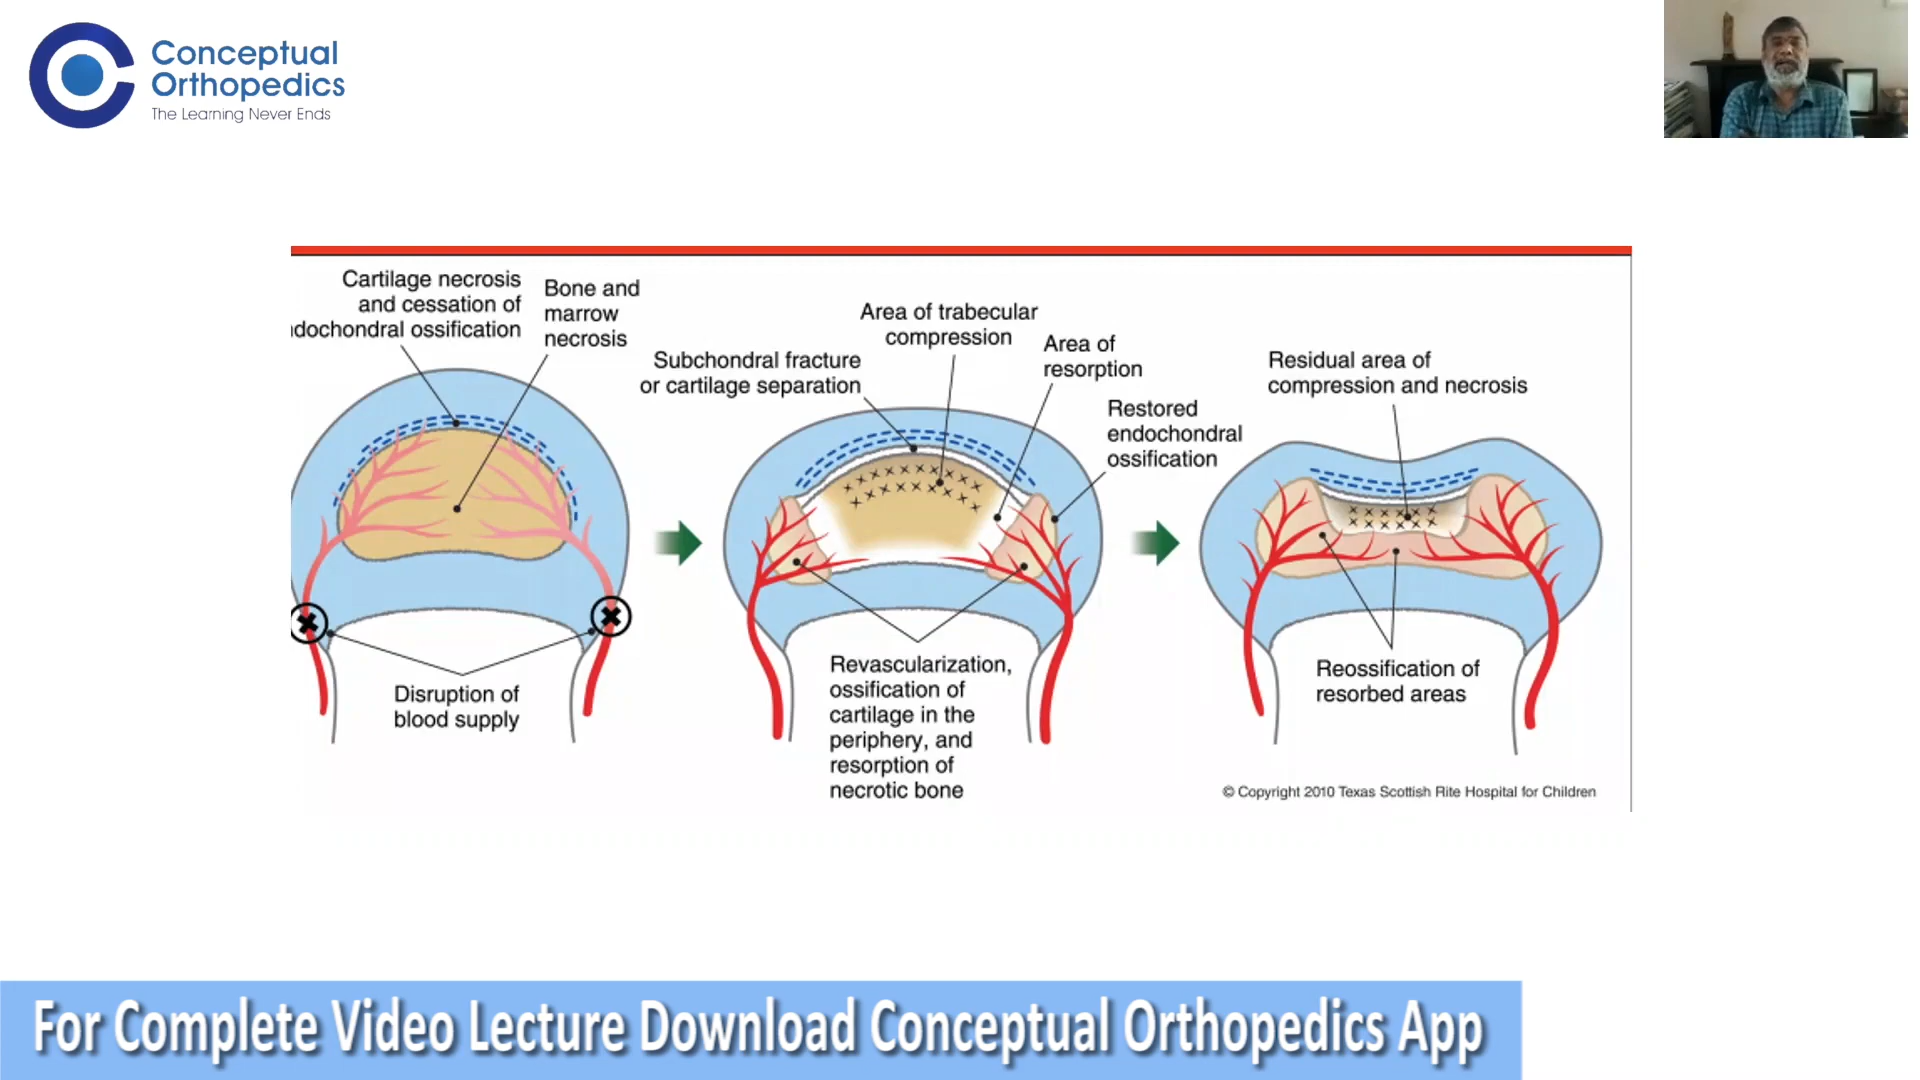 Conceptual
Orthopedics
The Learning Never Ends
Cartilage necrosis
and cessation of
dochondral ossification
Bone and
marrow
necrosis
Disruption of
blood supply
Subchondral fracture
or cartilage separation
Area of trabecular
compression
Area of
resorption
Restored
endochondral
ossification
Revascularization,
ossification of
cartilage in the
periphery, and
resorption of
necrotic bone
Residual area of
compression and necrosis
Reossification of
resorbed areas
© Copyright 2010 Texas Scottish Rite Hospital for Children
For Complete Video Lecture Download Conceptual Orthopedics App